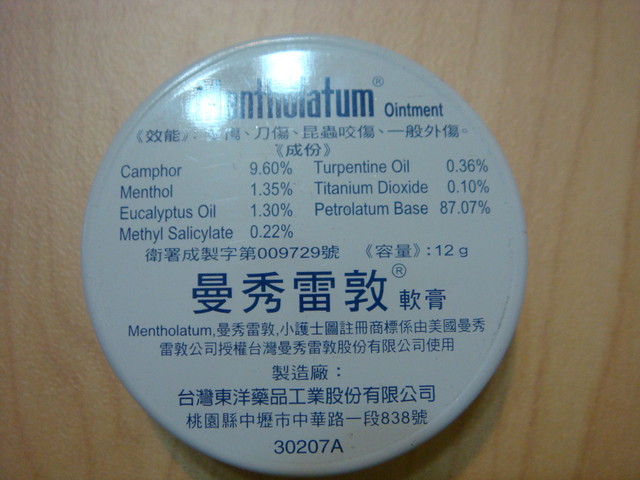 Mentholatum® Ointment
《效能》:傷、刀傷、昆蟲咬傷、一般外傷。
《成份》
Camphor 9.60% Turpentine Oil 0.36%
Menthol 1.35% Titanium Dioxide 0.10%
Eucalyptus Oil 1.30% Petrolatum Base 87.07%
Methyl Salicylate 0.22%
衛署成製字第009729號 《容量》:12 g
曼秀雷敦® 軟膏
Mentholatum,曼秀雷敦,小護士圖註冊商標係由美國曼秀
雷敦公司授權台灣曼秀雷敦股份有限公司使用
製造廠:
台灣東洋藥品工業股份有限公司
桃園縣中壢市中華路一段838號
30207A